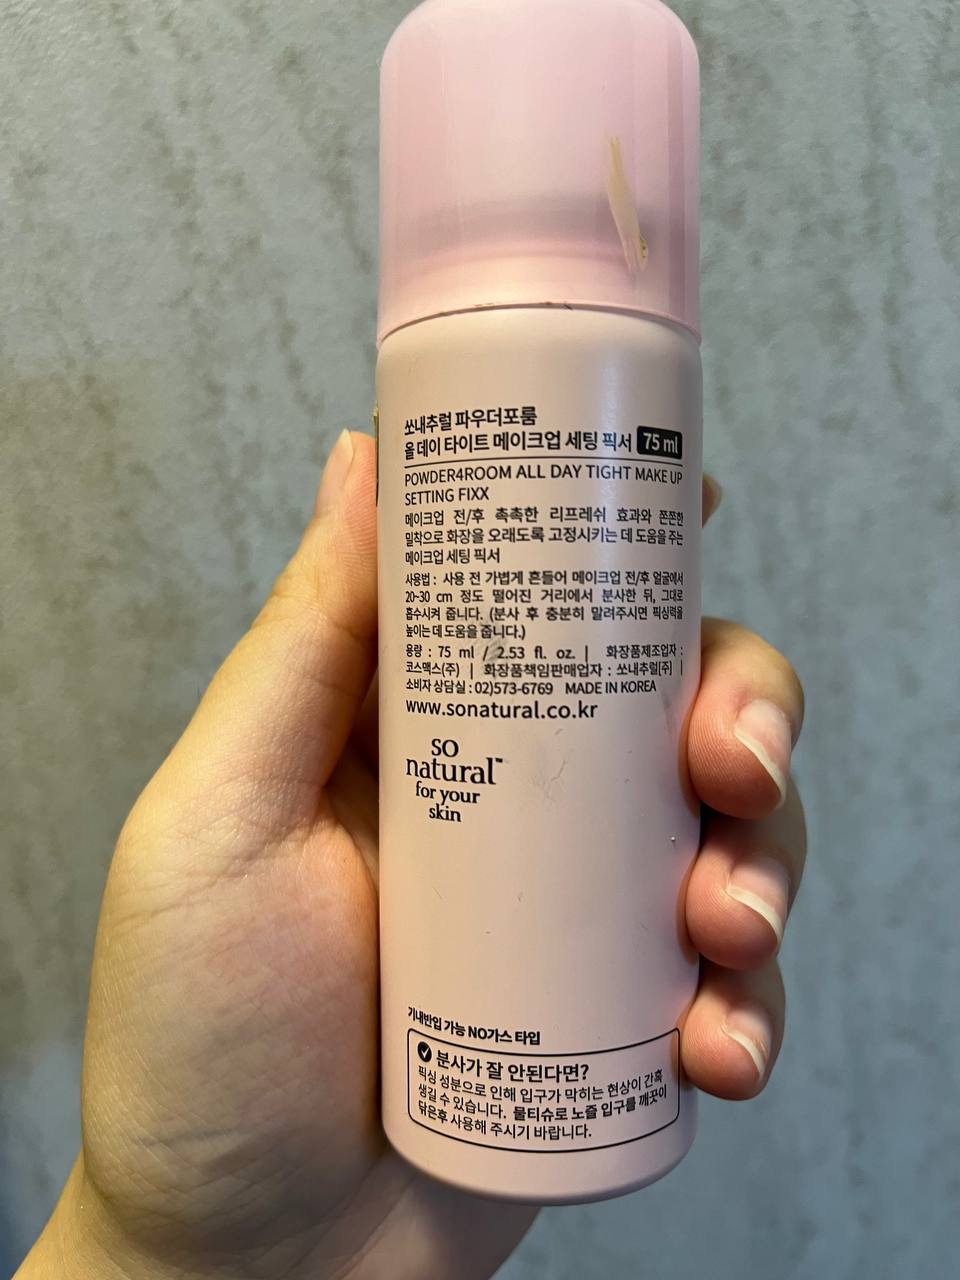 쏘내추럴 파우더포룸
올 데이 타이트 메이크업 세팅 픽서 75 ml
POWDER4ROOM ALL DAY TIGHT MAKE UP
SETTING FIXX
메이크업 전/후 촉촉한 리프레쉬 효과와 쫀쫀한
밀착으로 화장을 오래도록 고정시키는 데 도움을 주는
메이크업 세팅 픽서
사용법 : 사용 전 가볍게 흔들어 메이크업 전/후 얼굴에서
20~30 cm 정도 떨어진 거리에서 분사한 뒤, 그대로
흡수시켜 줍니다. (분사 후 충분히 말려주시면 픽싱력을
높이는 데 도움을 줍니다.)
용량 : 75 ml / 2.53 fl. oz. | 화장품제조업자 :
코스맥스(주) | 화장품책임판매업자 : 쏘내추럴(주) |
소비자 상담실 : 02)573-6769 MADE IN KOREA
www.sonatural.co.kr
so
natural™
for your
skin
기내반입 가능 NO가스 타입
분사가 잘 안된다면?
픽싱 성분으로 인해 입구가 막히는 현상이 간혹
생길 수 있습니다. 물티슈로 노즐 입구를 깨끗이
닦은후 사용해 주시기 바랍니다.